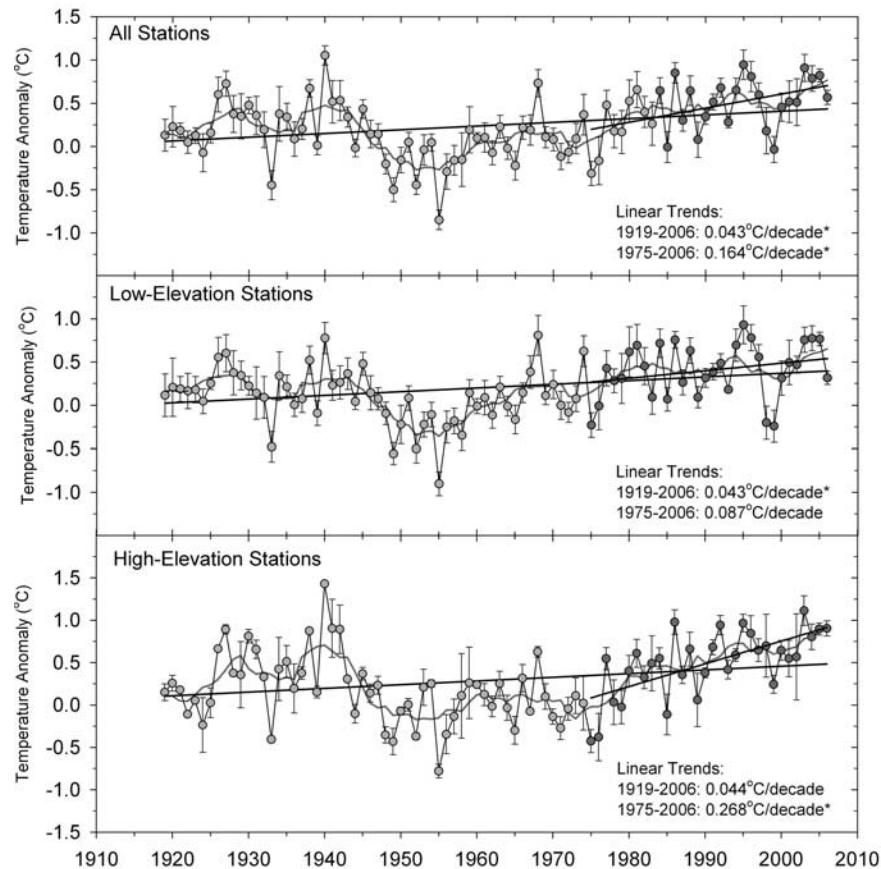 All Stations
Temperature Anomaly (°C)
1.5
1.0
0.5
0.0
-0.5
-1.0
Linear Trends:
1919-2006: 0.043°C/decade*
1975-2006: 0.164°C/decade*
Low-Elevation Stations
Temperature Anomaly (°C)
1.0
0.5
0.0
-0.5
-1.0
Linear Trends:
1919-2006: 0.043°C/decade*
1975-2006: 0.087°C/decade
High-Elevation Stations
Temperature Anomaly (°C)
1.5
1.0
0.5
0.0
-0.5
-1.0
-1.5
Linear Trends:
1919-2006: 0.044°C/decade
1975-2006: 0.268°C/decade*
1910 1920 1930 1940 1950 1960 1970 1980 1990 2000 2010